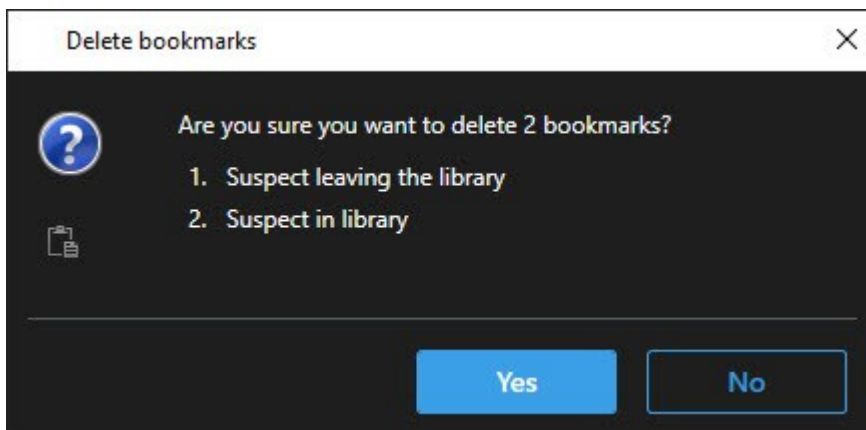 Delete bookmarks
Are you sure you want to delete 2 bookmarks?
1. Suspect leaving the library
2. Suspect in library
Yes
No